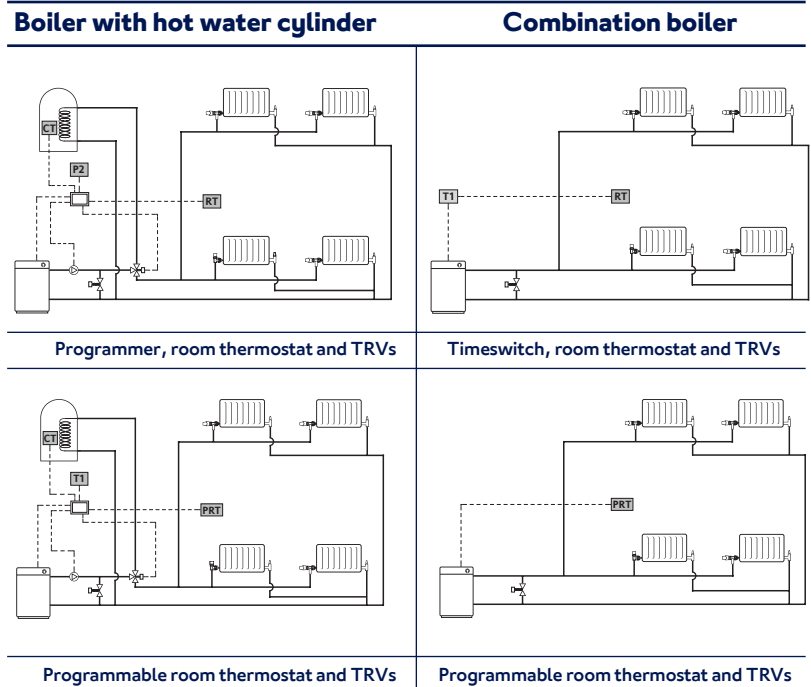 Boiler with hot water cylinder
Combination boiler
CT
P2
RT
T1
RT
Programmer, room thermostat and TRVs
Timeswitch, room thermostat and TRVs
CT
T1
PRT
PRT
Programmable room thermostat and TRVs
Programmable room thermostat and TRVs